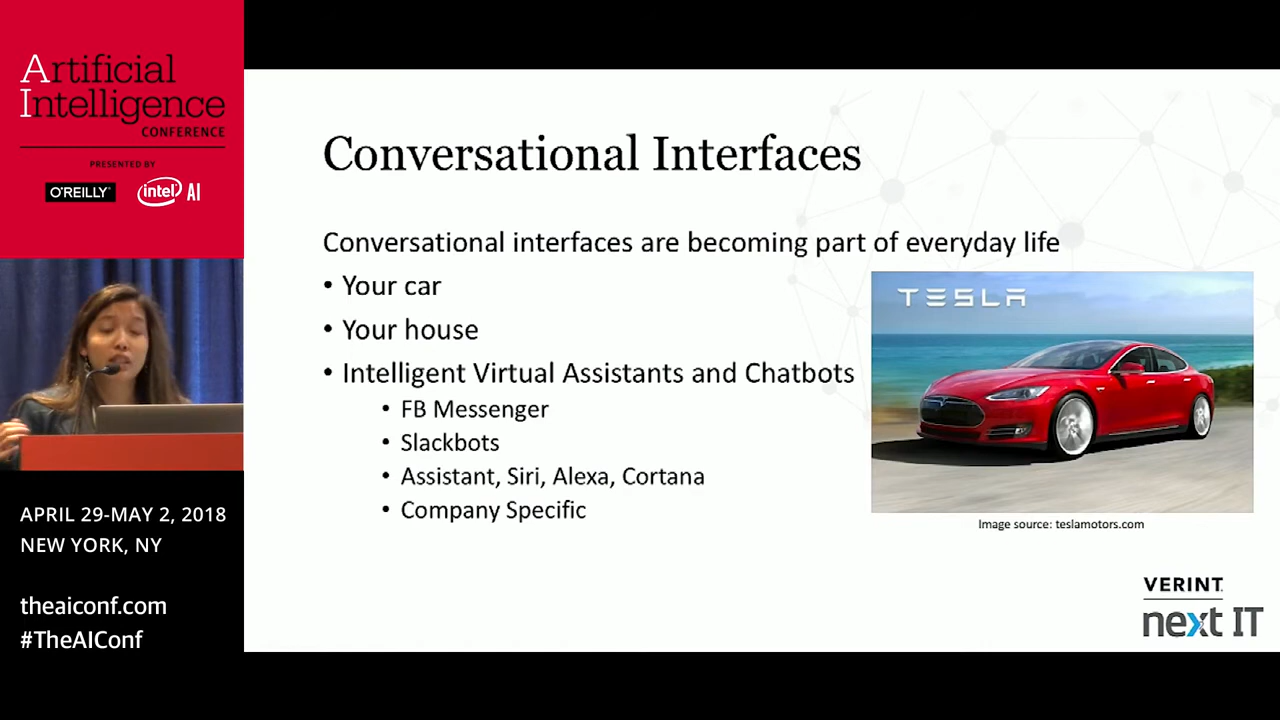 Artificial
Intelligence
CONFERENCE
PRESENTED BY
O'REILLY intel AI
APRIL 29-MAY 2, 2018
NEW YORK, NY
theaiconf.com
#TheAIConf
Conversational Interfaces
Conversational interfaces are becoming part of everyday life
• Your car
• Your house
• Intelligent Virtual Assistants and Chatbots
• FB Messenger
• Slackbots
• Assistant, Siri, Alexa, Cortana
• Company Specific
TESLA
Image source: teslamotors.com
VERINT
next IT